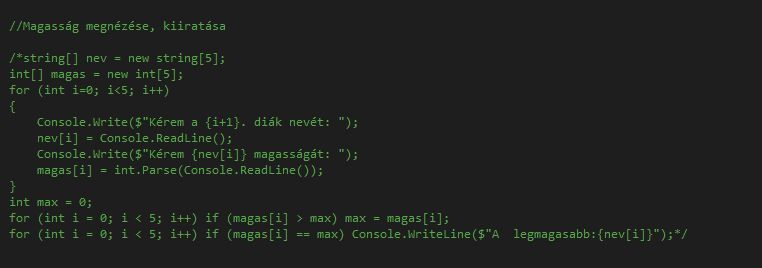 //Magasság megnézése, kiiratása
/*string[] nev = new string[5];
int[] magas = new int[5];
for (int i=0; i<5; i++)
{
    Console.Write($"Kérem a {i+1}. diák nevét: ");
    nev[i] = Console.ReadLine();
    Console.Write($"Kérem {nev[i]} magasságát: ");
    magas[i] = int.Parse(Console.ReadLine());
}
int max = 0;
for (int i = 0; i < 5; i++) if (magas[i] > max) max = magas[i];
for (int i = 0; i < 5; i++) if (magas[i] == max) Console.WriteLine($"A  legmagasabb:{nev[i]}");*/